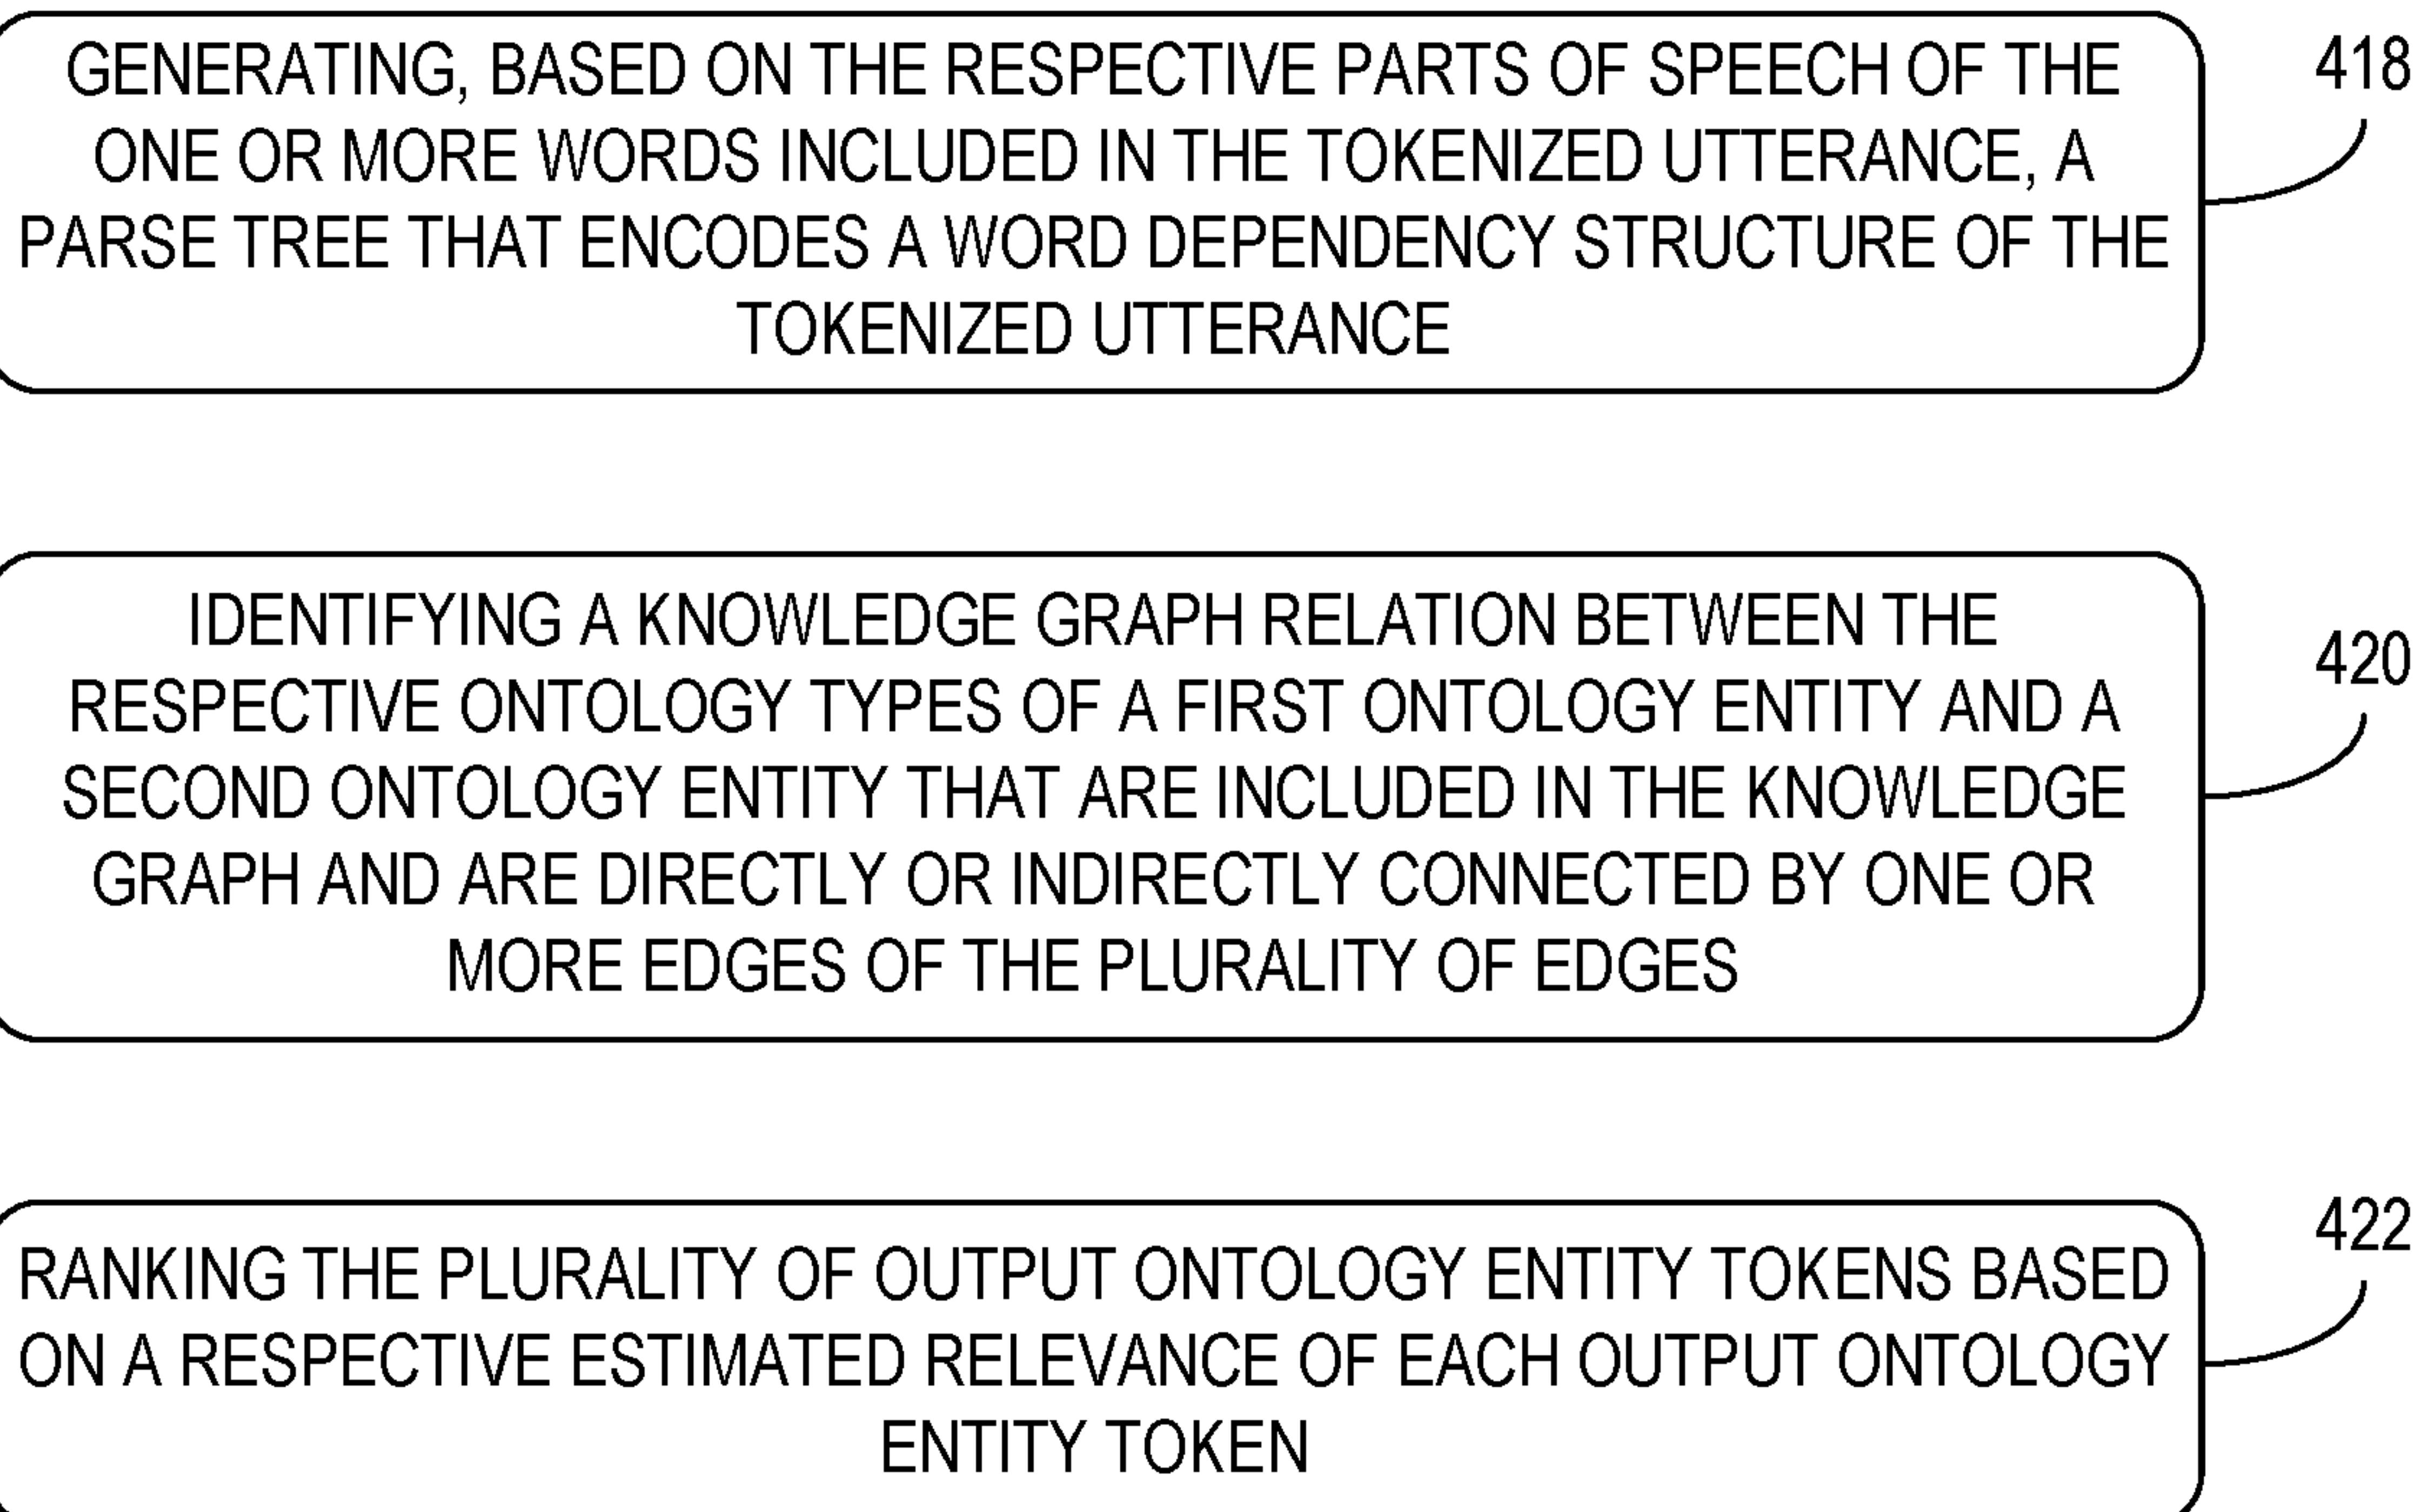 GENERATING, BASED ON THE RESPECTIVE PARTS OF SPEECH OF THE
ONE OR MORE WORDS INCLUDED IN THE TOKENIZED UTTERANCE, A
PARSE TREE THAT ENCODES A WORD DEPENDENCY STRUCTURE OF THE
TOKENIZED UTTERANCE
418
IDENTIFYING A KNOWLEDGE GRAPH RELATION BETWEEN THE
RESPECTIVE ONTOLOGY TYPES OF A FIRST ONTOLOGY ENTITY AND A
SECOND ONTOLOGY ENTITY THAT ARE INCLUDED IN THE KNOWLEDGE
GRAPH AND ARE DIRECTLY OR INDIRECTLY CONNECTED BY ONE OR
MORE EDGES OF THE PLURALITY OF EDGES
420
RANKING THE PLURALITY OF OUTPUT ONTOLOGY ENTITY TOKENS BASED
ON A RESPECTIVE ESTIMATED RELEVANCE OF EACH OUTPUT ONTOLOGY
ENTITY TOKEN
422